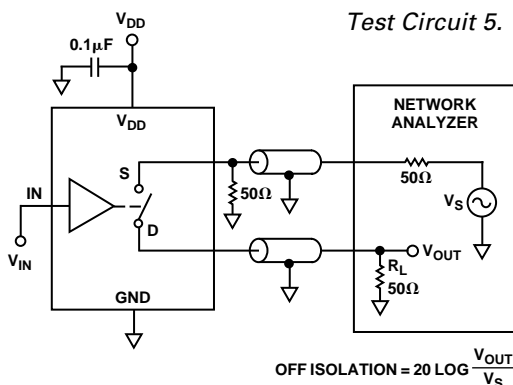 Test Circuit 5.
VDD
0.1µF
VDD
NETWORK
ANALYZER
S
50Ω
50Ω
VS
IN
D
VOUT
VIN
RL
50Ω
GND
OFF ISOLATION = 20 LOG VOUT
VS